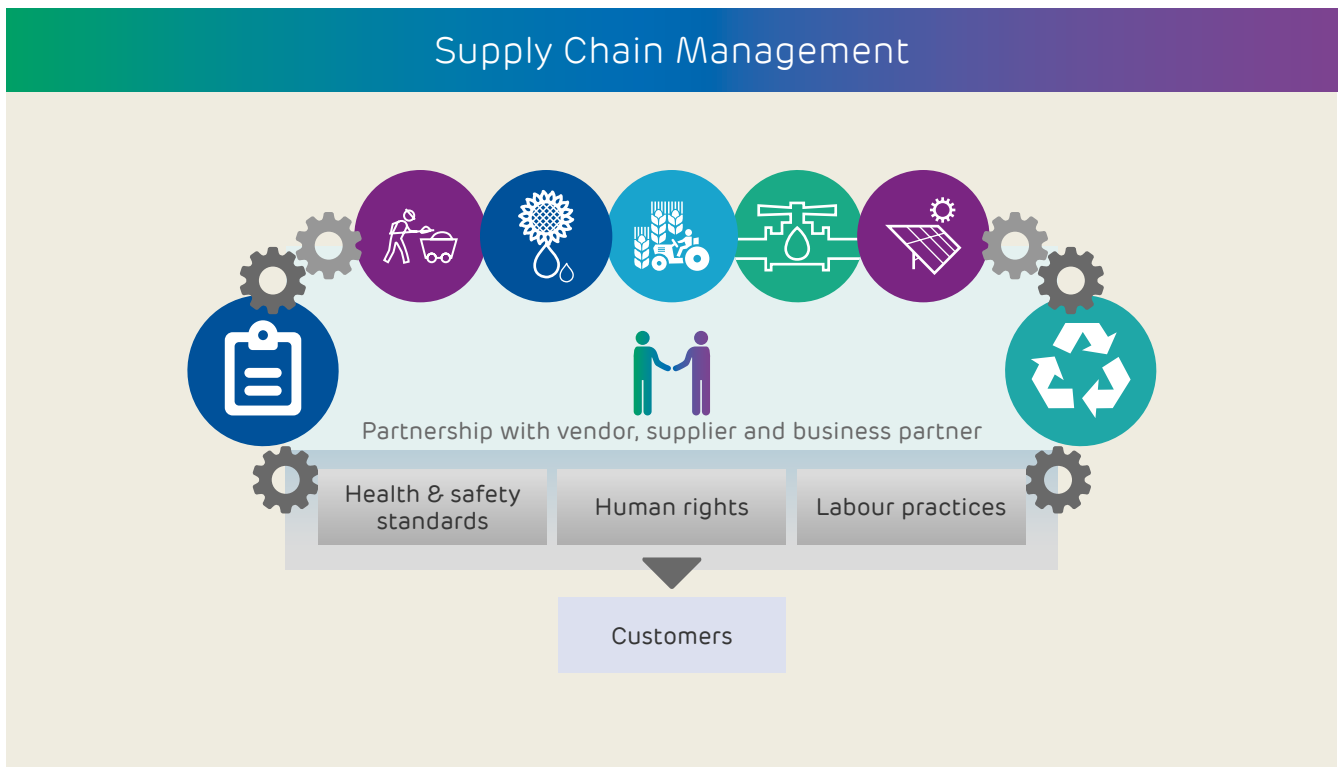 Supply Chain Management
Partnership with vendor, supplier and business partner
Health & safety
standards
Human rights
Labour practices
Customers